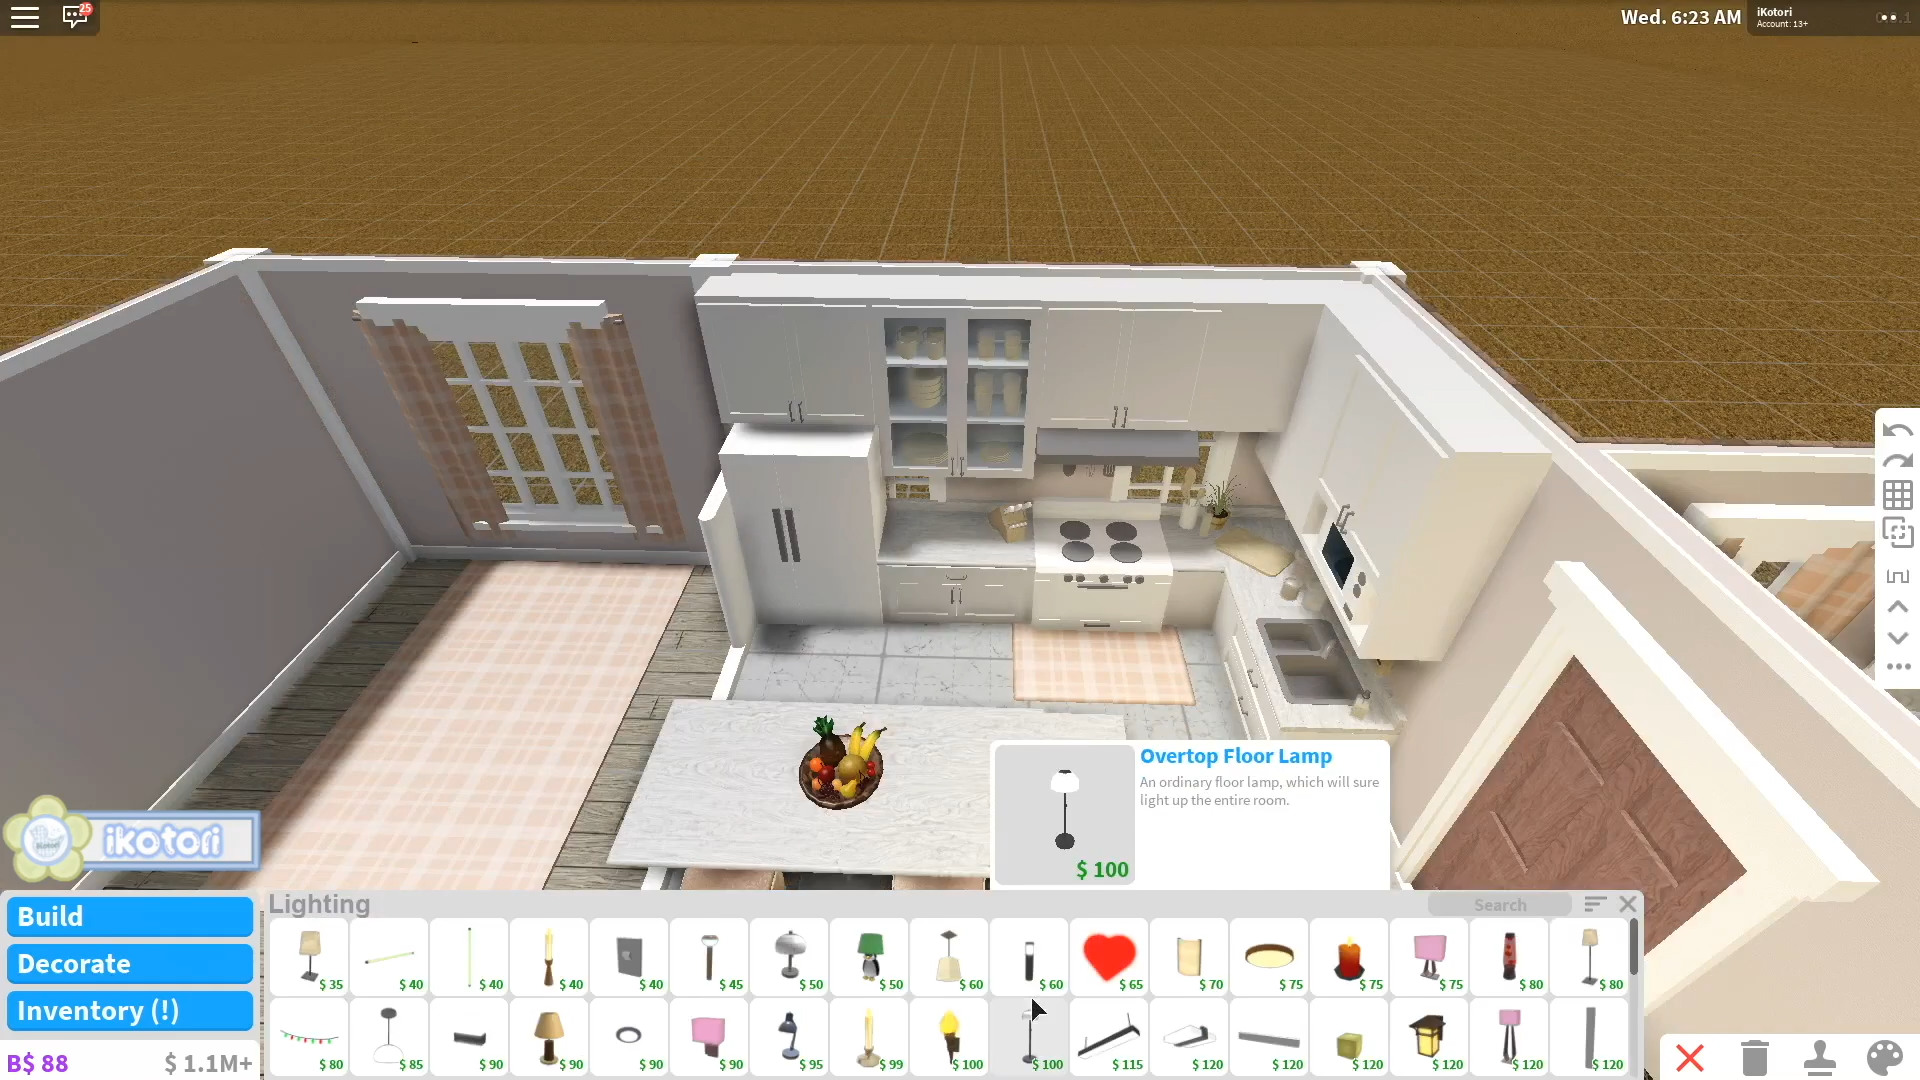 25
Wed. 6:23 AM
iKotori
Account: 13+
Overtop Floor Lamp
An ordinary floor lamp, which will sure
light up the entire room.
$ 100
ikotori
Build
Decorate
Inventory (!)
B$ 88
$ 1.1M+
Lighting
Search
$ 35
$ 40
$ 40
$ 40
$ 40
$ 45
$ 50
$ 50
$ 60
$ 60
$ 65
$ 70
$ 75
$ 75
$ 75
$ 80
$ 80
$ 80
$ 85
$ 90
$ 90
$ 90
$ 90
$ 95
$ 99
$ 100
$ 100
$ 115
$ 120
$ 120
$ 120
$ 120
$ 120
$ 120